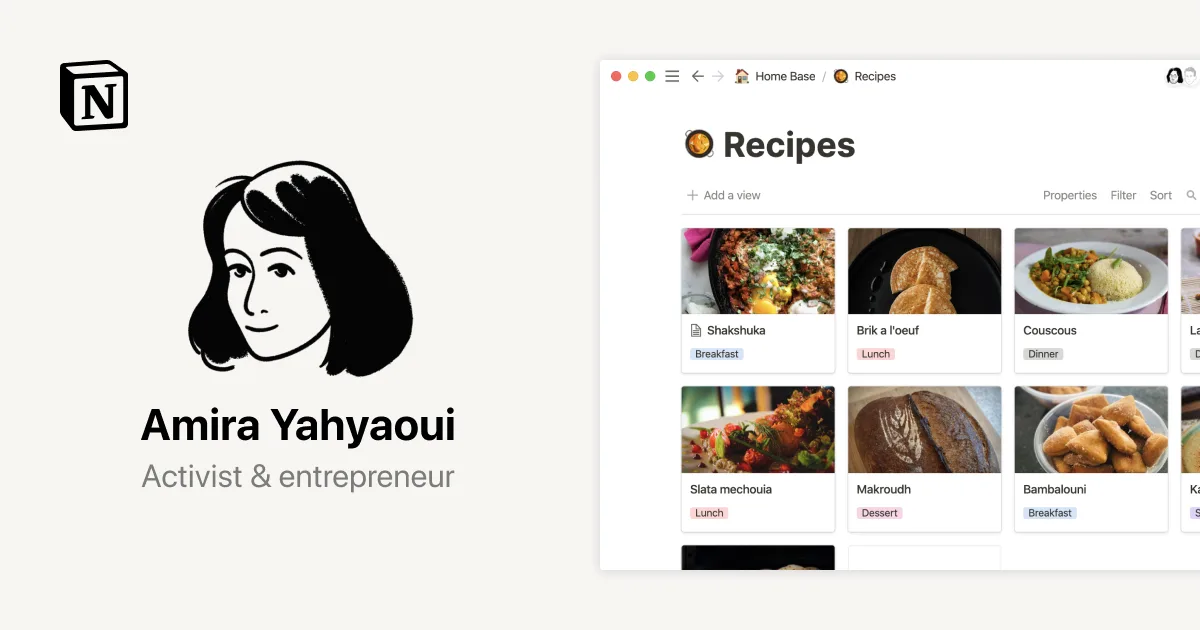 N
Amira Yahyaoui
Activist & entrepreneur
Home Base / Recipes
Recipes
Add a view
Properties Filter Sort
Shakshuka
Breakfast
Brik a l'oeuf
Lunch
Couscous
Dinner
Slata mechouia
Lunch
Makroudh
Dessert
Bambalouni
Breakfast